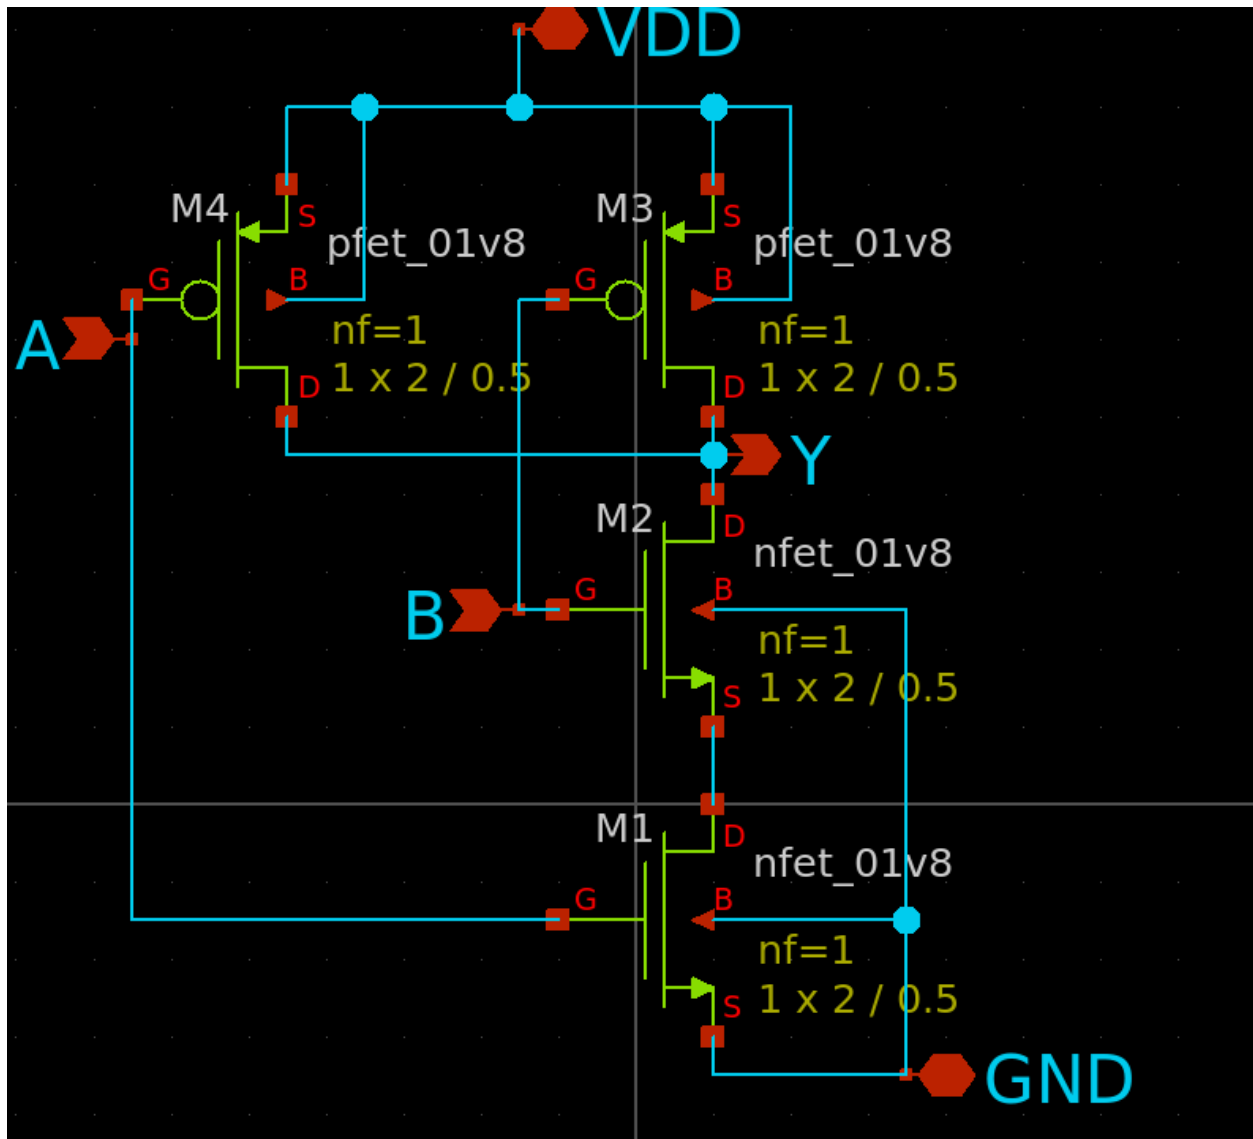 VDD
M4
S
pfet_01v8
G
B
A
nf=1
1 x 2 / 0.5
D
M3
S
pfet_01v8
G
B
nf=1
1 x 2 / 0.5
D
Y
M2
D
nfet_01v8
B
G
B
nf=1
1 x 2 / 0.5
S
M1
D
nfet_01v8
G
B
nf=1
1 x 2 / 0.5
S
GND